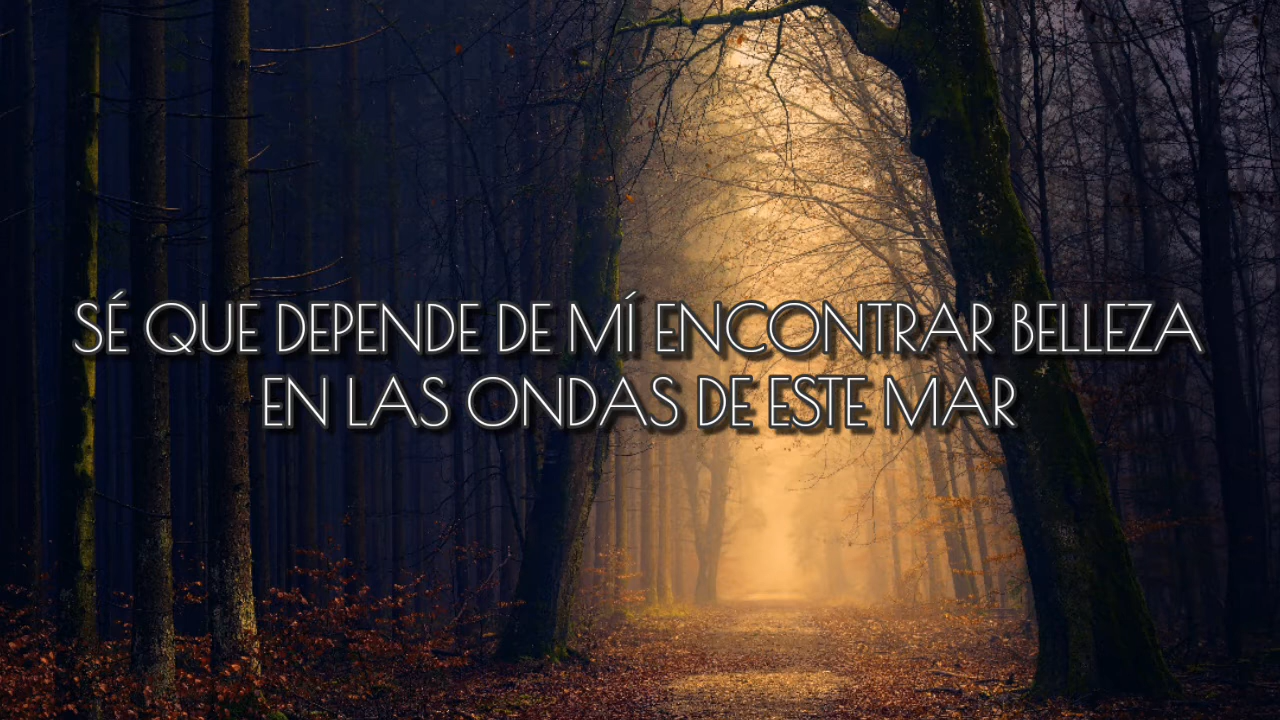 SÉ QUE DEPENDE DE MÍ ENCONTRAR BELLEZA
EN LAS ONDAS DE ESTE MAR